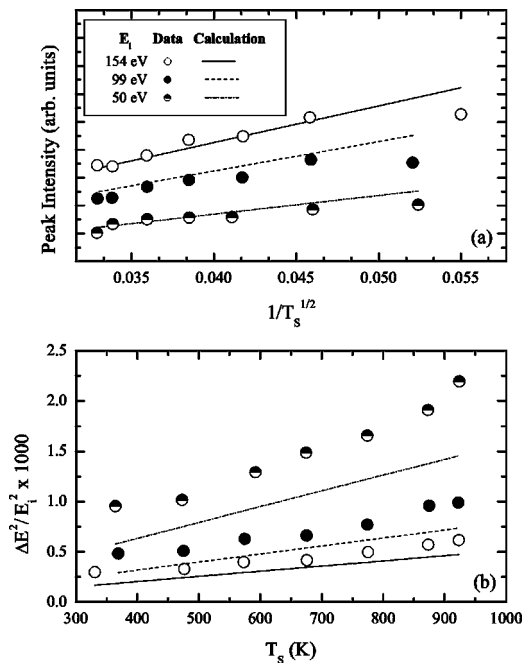 E_i Data Calculation
154 eV
99 eV
50 eV
Peak Intensity (arb. units)
(a)
0.035 0.040 0.045 0.050 0.055
1/T_S^1/2
ΔE²/E_i² x 1000
2.5
2.0
1.5
1.0
0.5
0.0
(b)
300 400 500 600 700 800 900 1000
T_S (K)